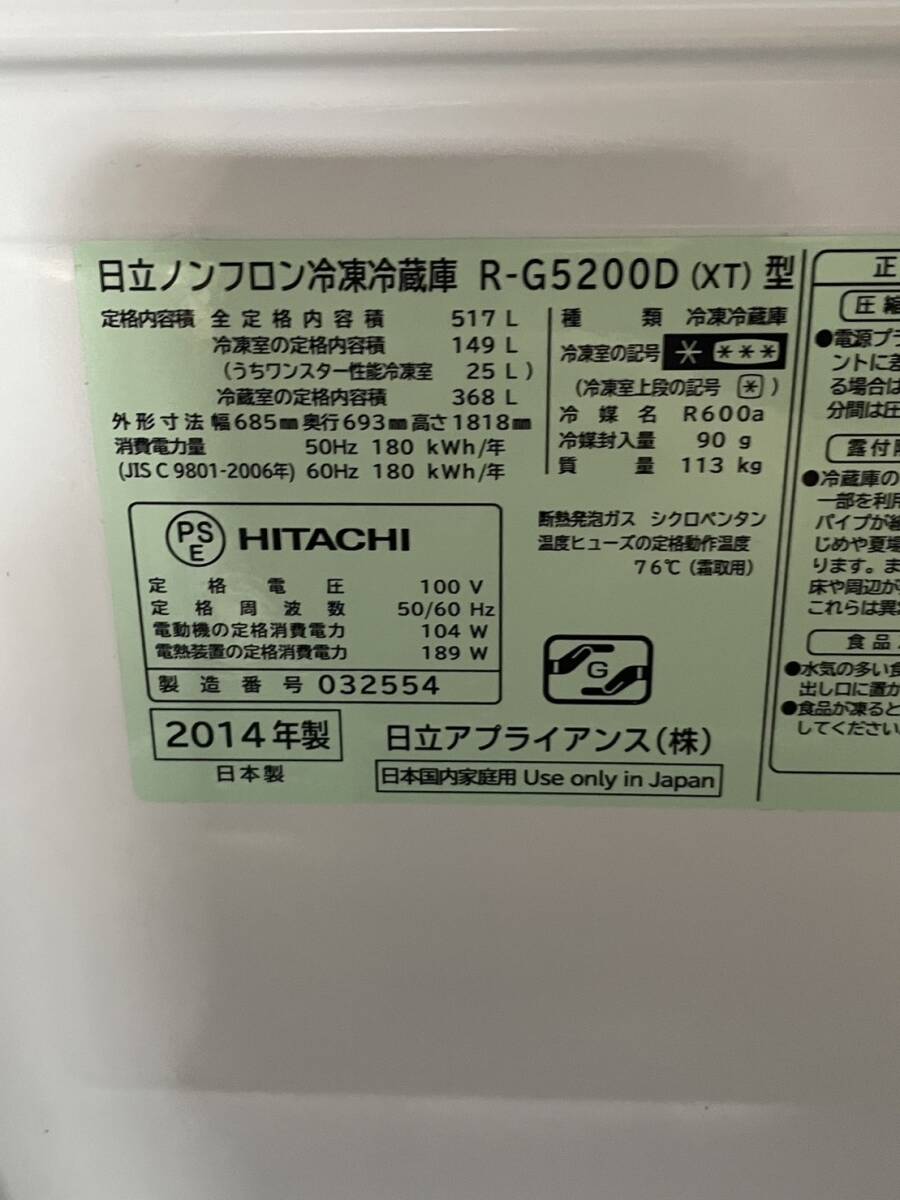 日立ノンフロン冷凍冷蔵庫 R-G5200D (XT) 型
定格内容積 全定格内容積 517 L
冷凍室の定格内容積 149 L
(うちワンスター性能冷凍室 25 L)
冷蔵室の定格内容積 368 L
外形寸法 幅685㎜ 奥行693㎜ 高さ1818㎜
消費電力量 50Hz 180 kWh/年
(JIS C 9801-2006年) 60Hz 180 kWh/年
種類 冷凍冷蔵庫
冷凍室の記号 * ***
(冷凍室上段の記号 *)
冷媒名 R600a
冷媒封入量 90 g
質量 113 kg
PS
E
HITACHI
定格電圧 100 V
定格周波数 50/60 Hz
電動機の定格消費電力 104 W
電熱装置の定格消費電力 189 W
製造番号 032554
断熱発泡ガス シクロペンタン
温度ヒューズの定格動作温度
76℃ (霜取用)
G
2014年製
日本製
日立アプライアンス(株)
日本国内家庭用 Use only in Japan
正
圧縮
●電源プラ
ントに差
る場合は
分間は圧
露付防
●冷蔵庫の
一部を利用
パイプが
じめや夏場
ります。ま
床や周辺が
これらは異常
食品
●水気の多い食
出し口に置か
●食品が凍ると
してください